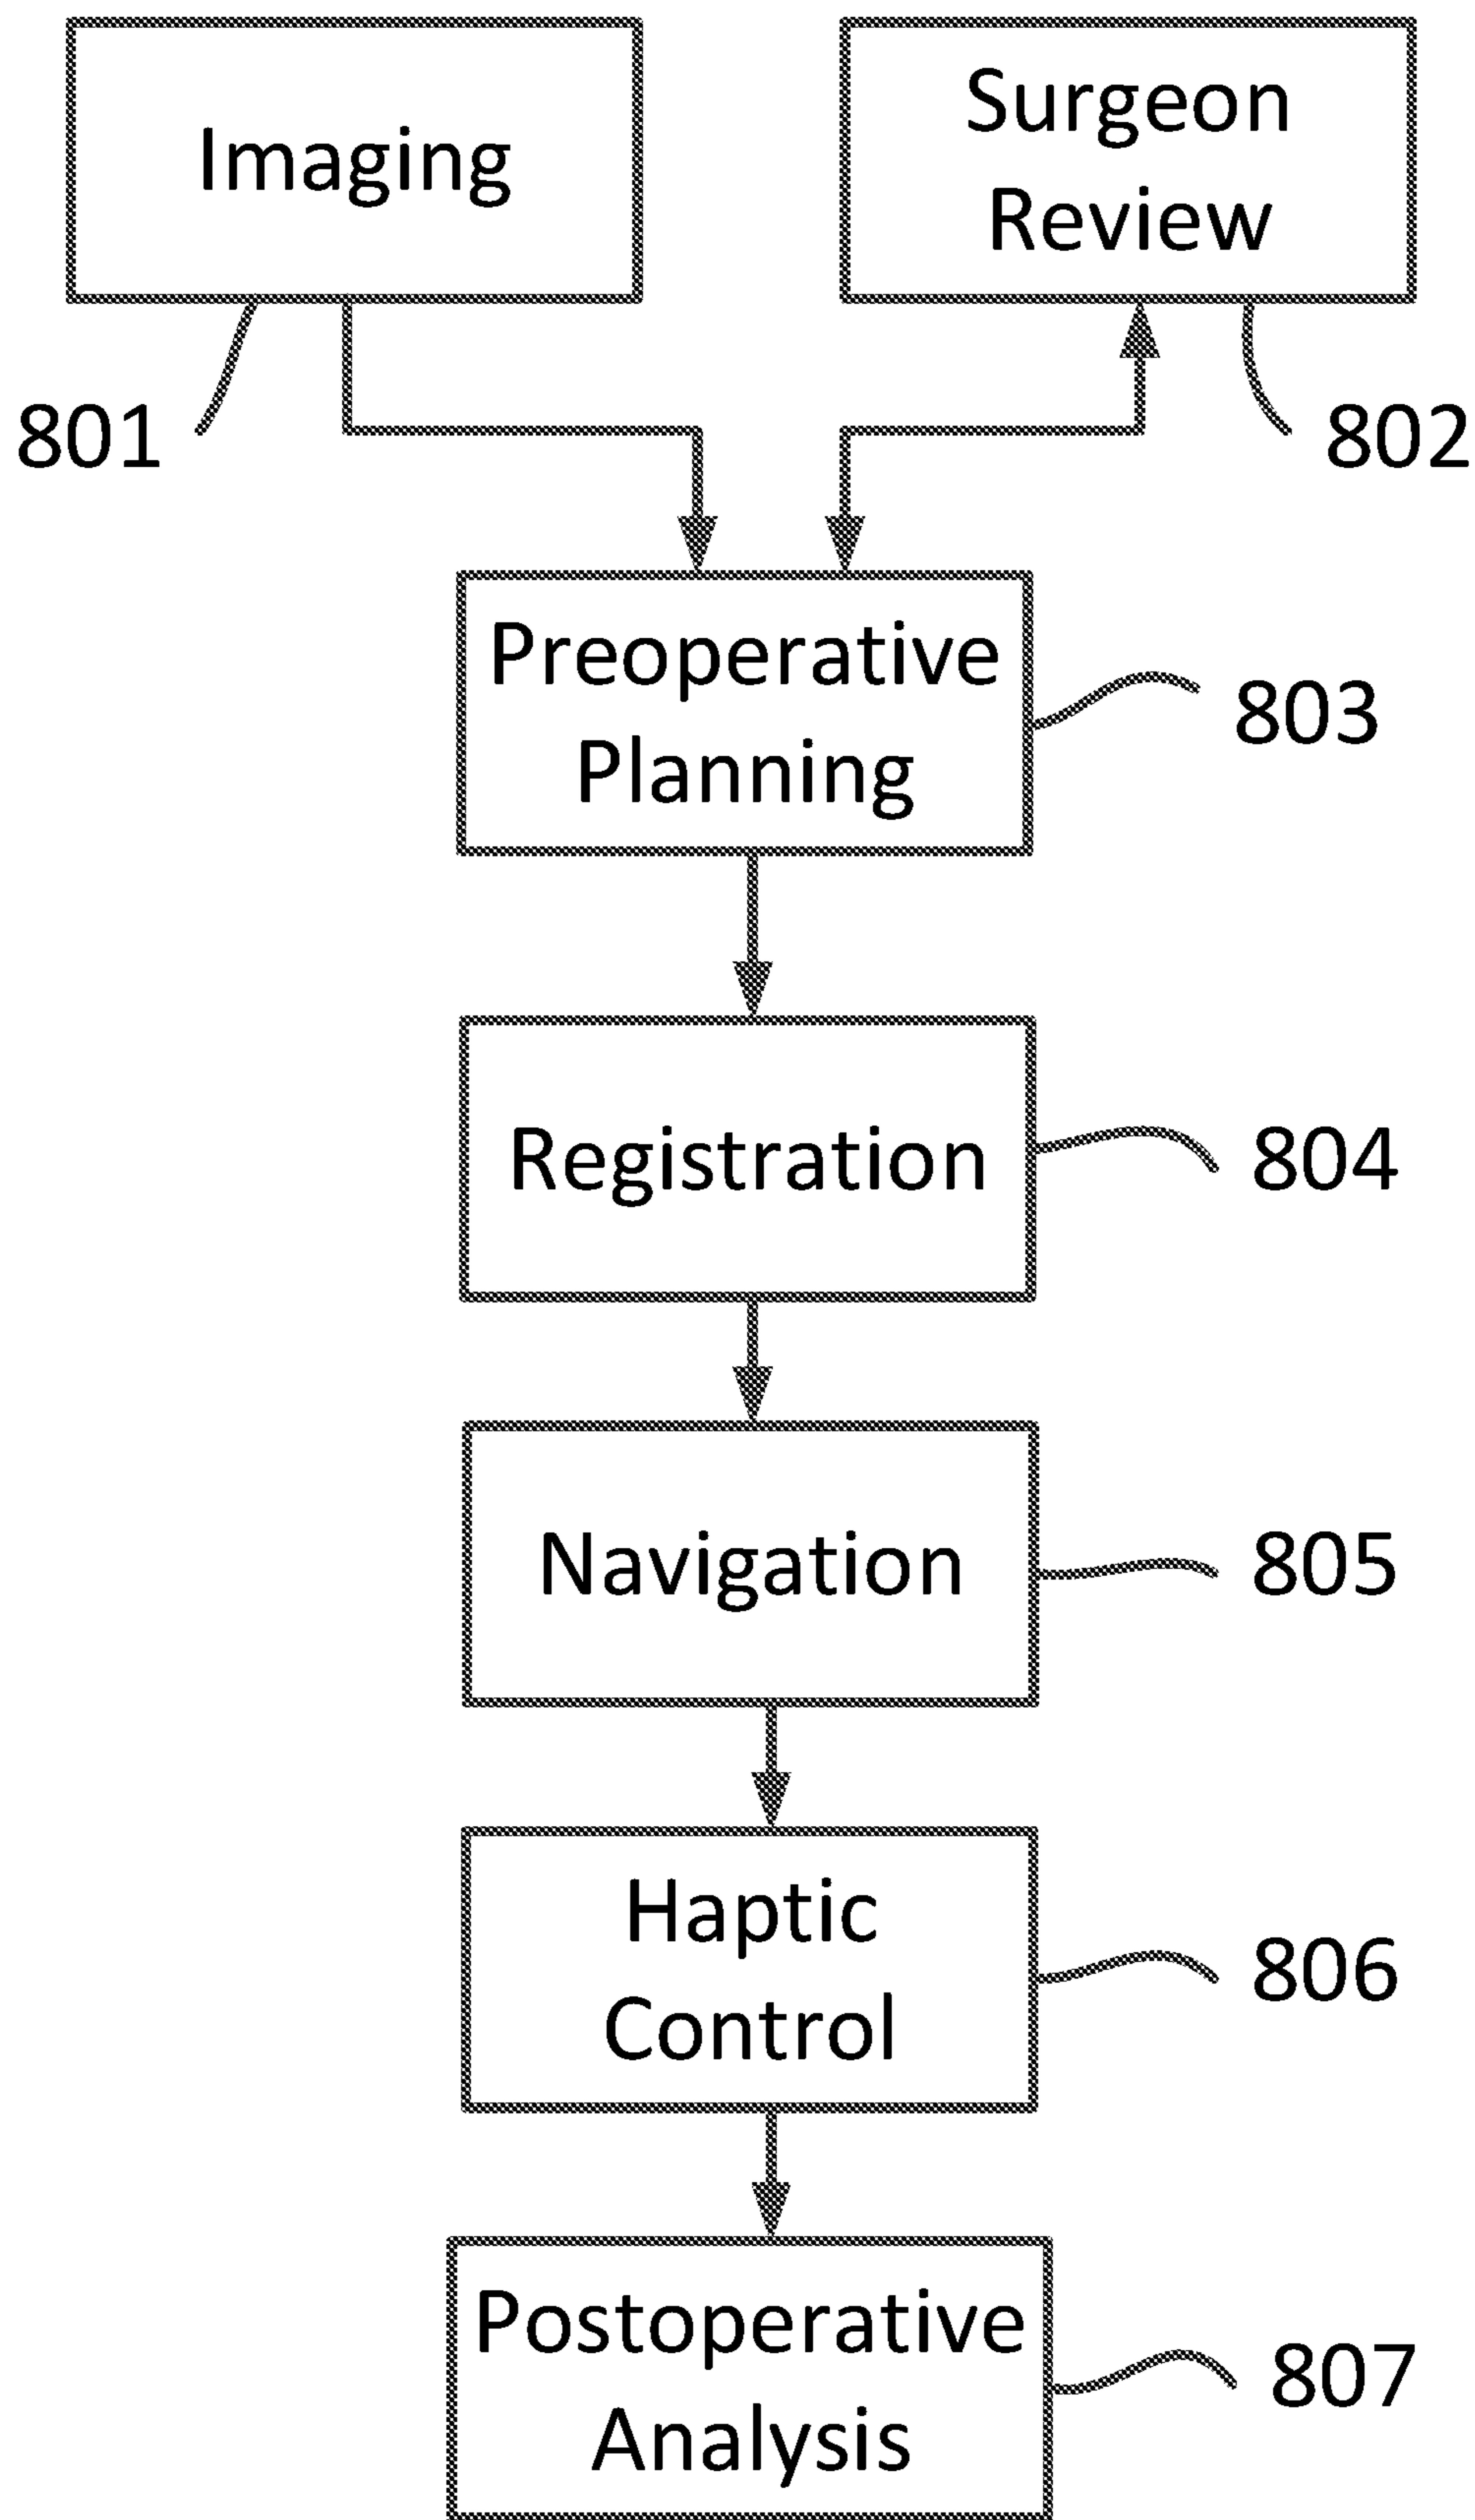 Imaging
Surgeon
Review
801
802
Preoperative
Planning
803
Registration
804
Navigation
805
Haptic
Control
806
Postoperative
Analysis
807